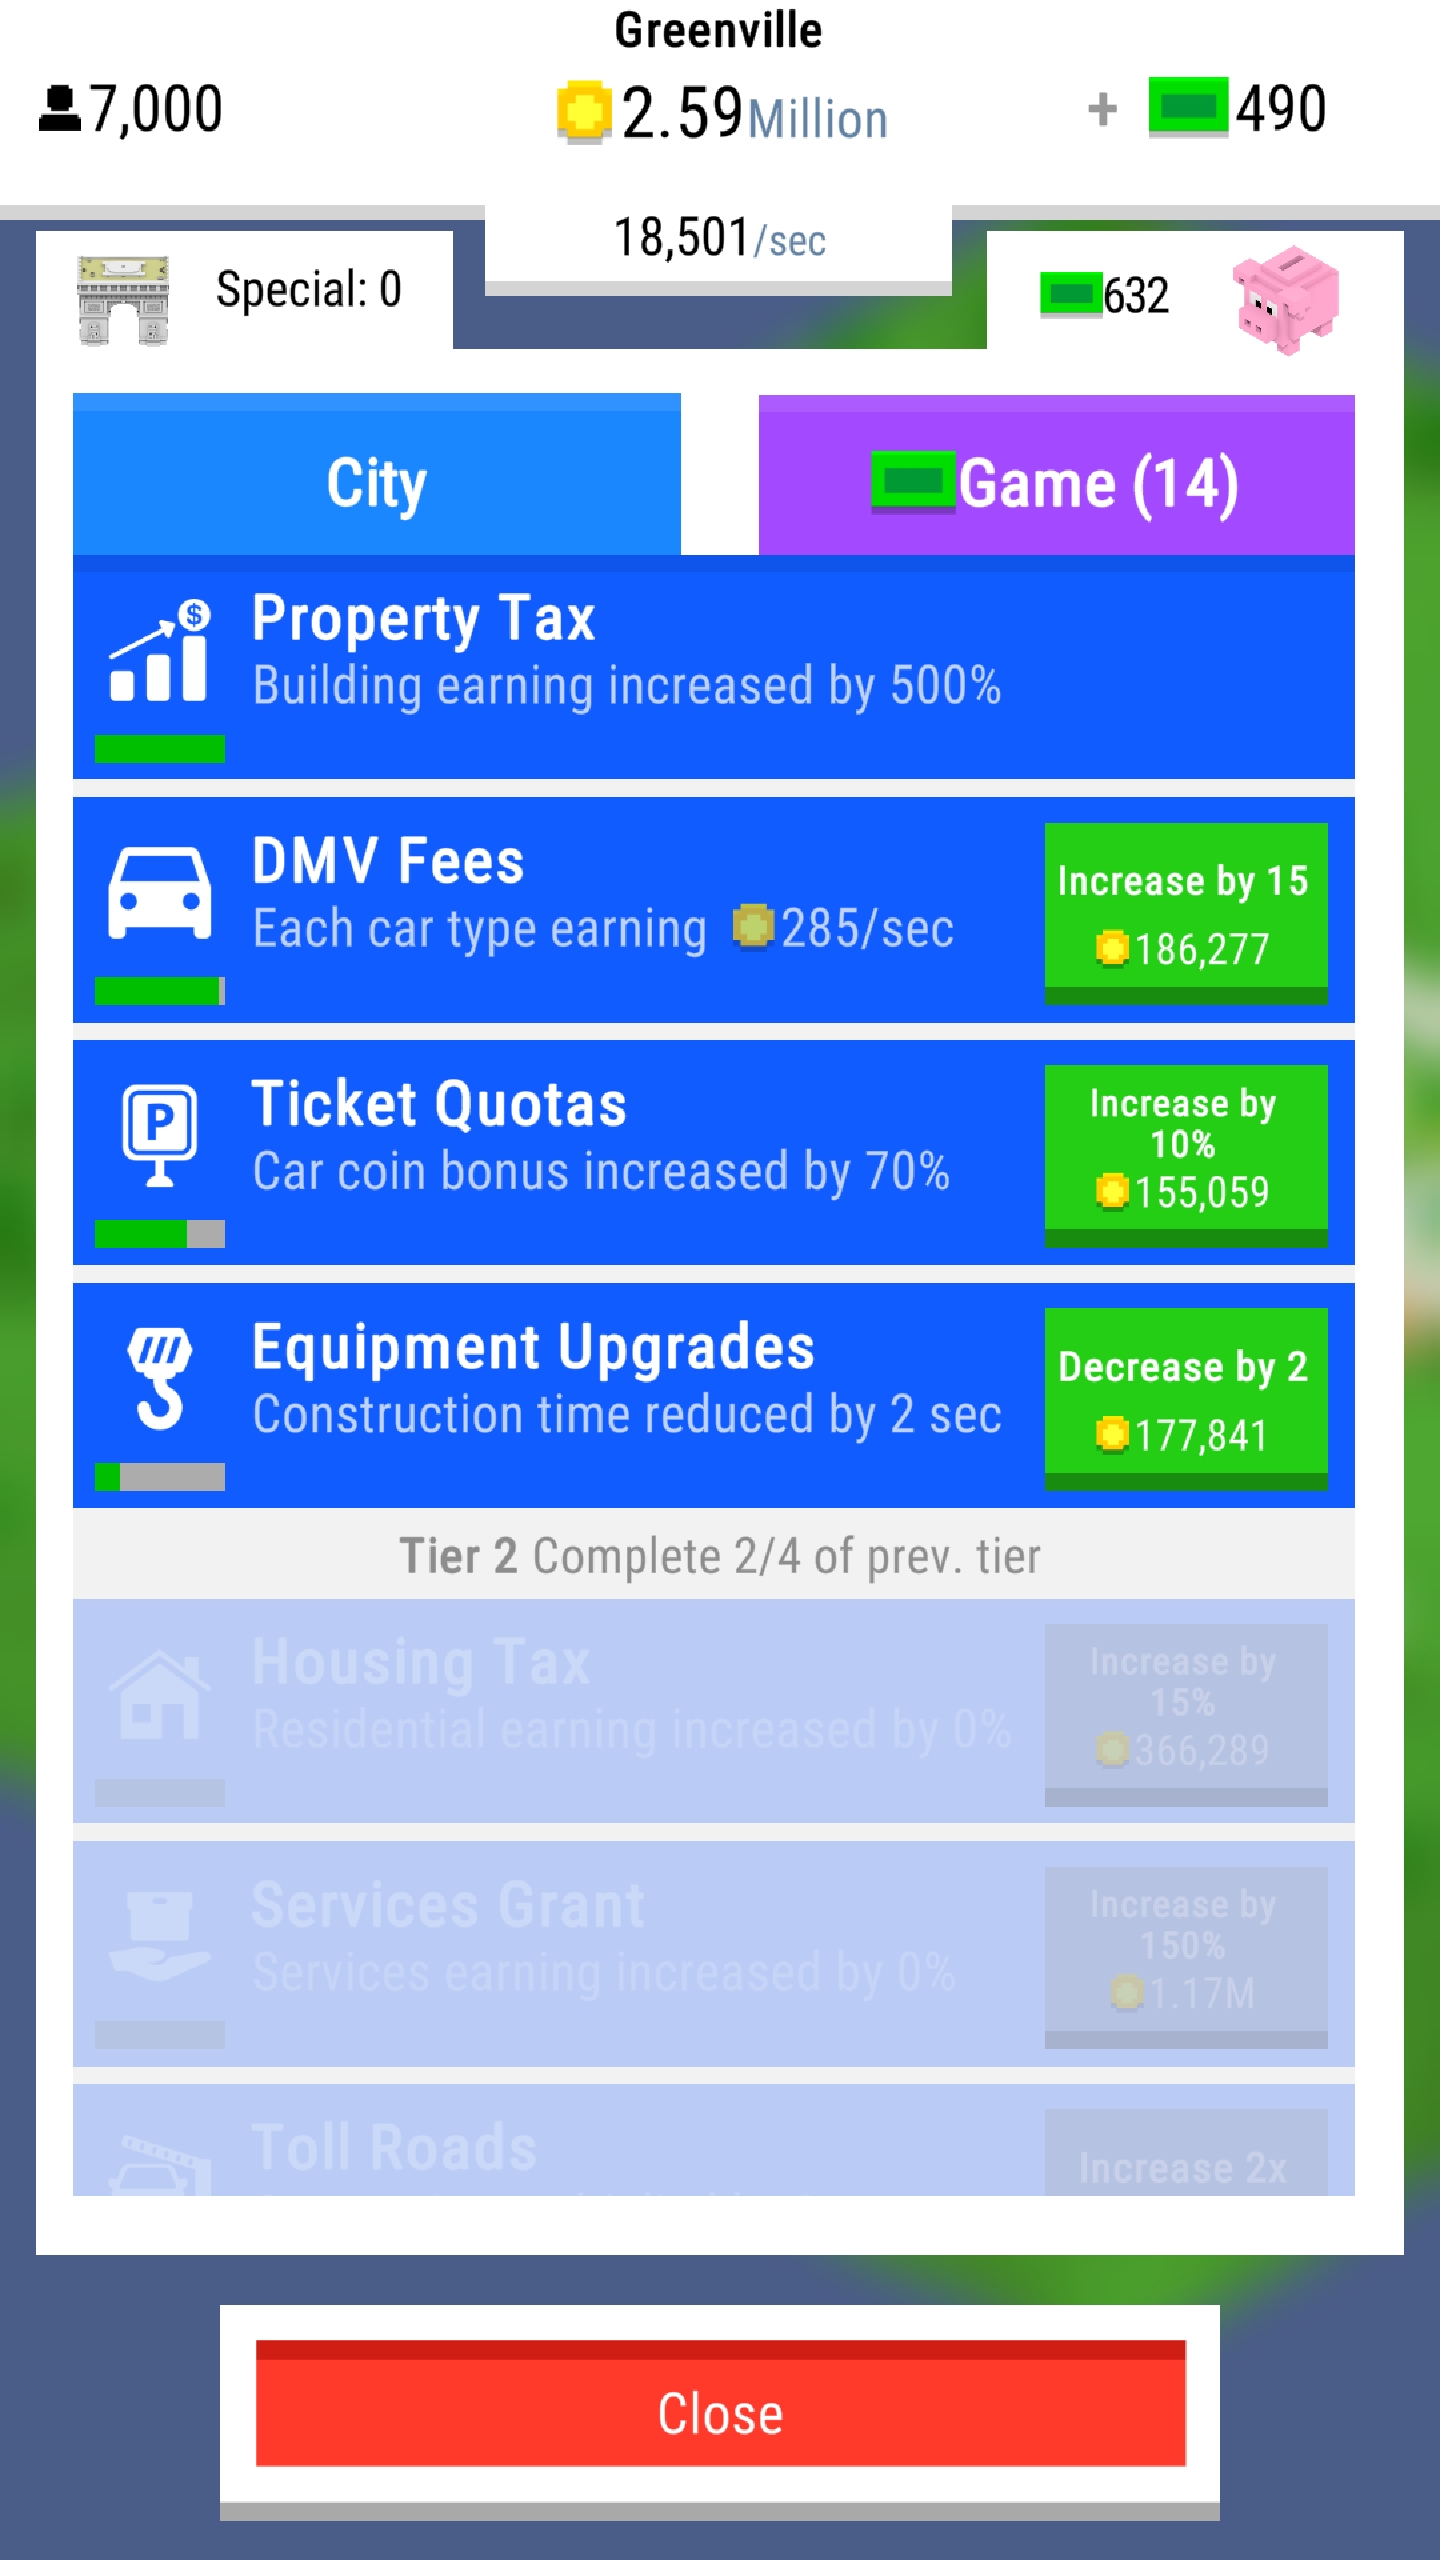 Greenville
7,000
2.59Million
+ 490
18,501/sec
Special: 0
632
City
Game (14)
Property Tax
$
Building earning increased by 500%
DMV Fees
Each car type earning 285/sec
Increase by 15
186,277
P
Ticket Quotas
Car coin bonus increased by 70%
Increase by
10%
155,059
Equipment Upgrades
Construction time reduced by 2 sec
Decrease by 2
177,841
Tier 2 Complete 2/4 of prev. tier
Housing Tax
Residential earning increased by 0%
Increase by
15%
366,289
Services Grant
Services earning increased by 0%
Increase by
150%
1.17M
Toll Roads
Increase 2x
Close